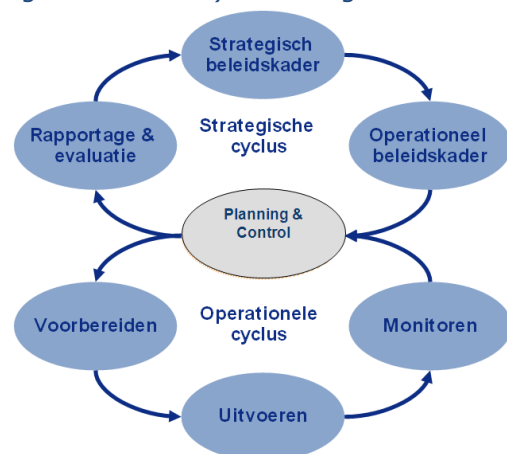 Strategisch
beleidskader
Rapportage &
evaluatie
Strategische
cyclus
Operationeel
beleidskader
Planning &
Control
Voorbereiden
Operationele
cyclus
Monitoren
Uitvoeren